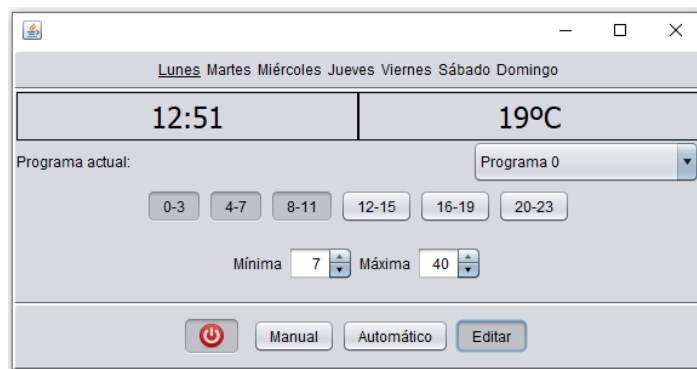 Lunes Martes Miércoles Jueves Viernes Sábado Domingo
12:51 19ºC
Programa actual: Programa 0
0-3 4-7 8-11 12-15 16-19 20-23
Mínima 7 Máxima 40
Manual Automático Editar